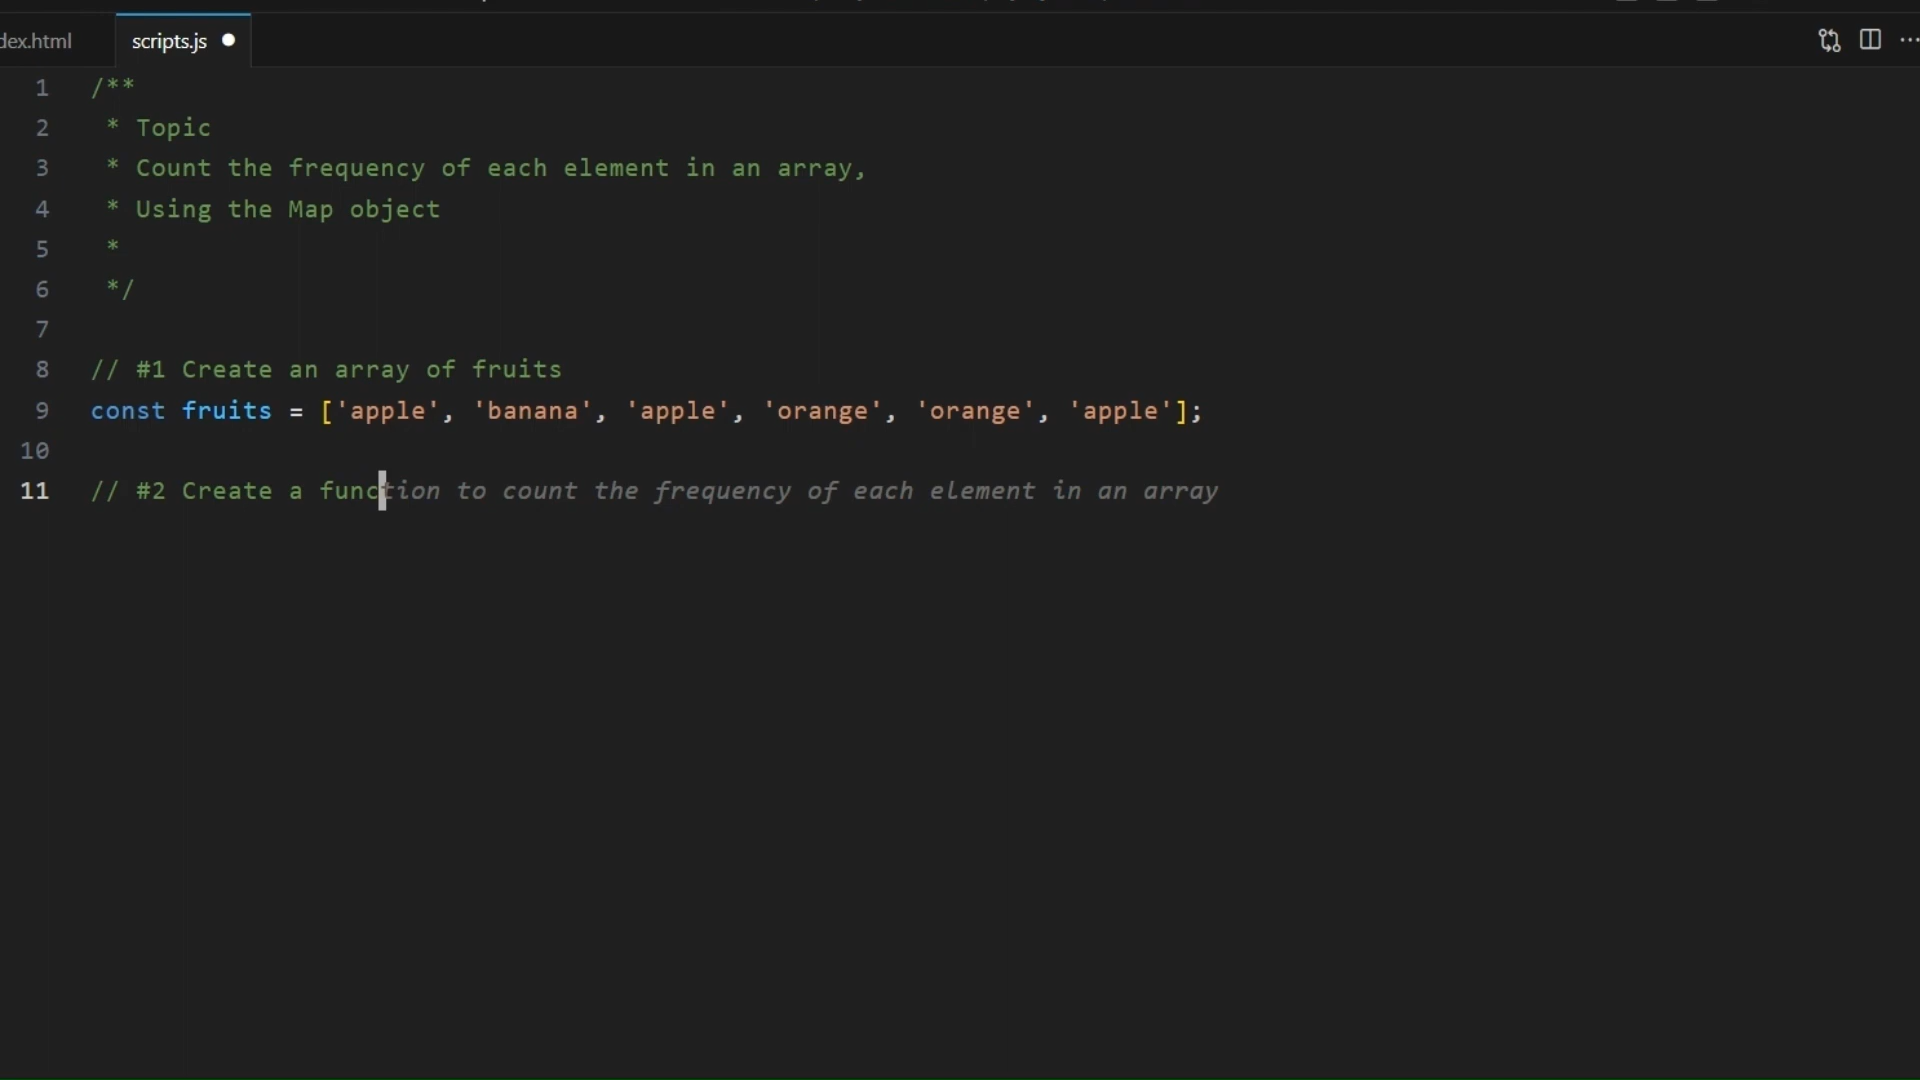 dex.html scripts.js
1 /**
2 * Topic
3 * Count the frequency of each element in an array,
4 * Using the Map object
5 *
6 */
7
8 // #1 Create an array of fruits
9 const fruits = ['apple', 'banana', 'apple', 'orange', 'orange', 'apple'];
10
11 // #2 Create a function to count the frequency of each element in an array